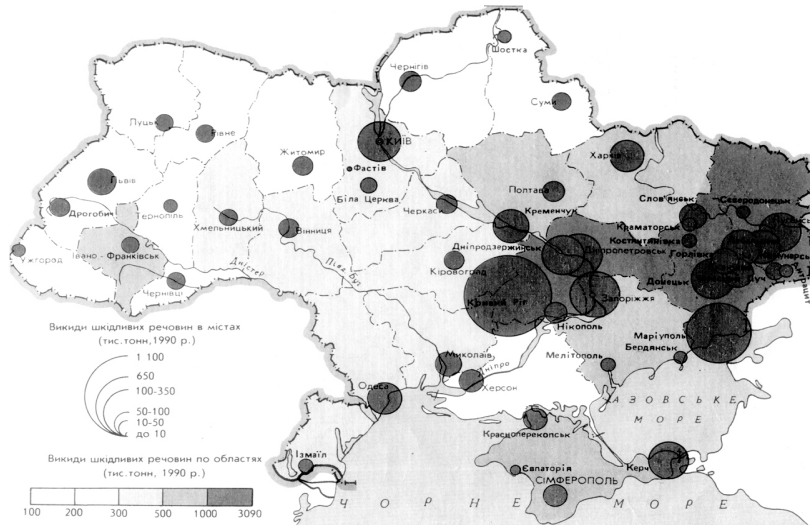 Шостка
Чернігів
Суми
Луцьк
Рівне
КИЇВ
Житомир
Харків
Фастів
Львів
Біла Церква
Полтава
Слов'янськ
Сєвєродонецьк
Дрогобич
Тернопіль
Черкаси
Кременчук
Краматорськ
Хмельницький
Вінниця
Костянтинівка
Ужгород
Івано-Франківськ
Дніпродзержинськ
Дніпропетровськ
Горлівка
Дністер
Півд. Буг
Кіровоград
Донецьк
Чернівці
Кривий Ріг
Запоріжжя
Нікополь
Маріуполь
Бердянськ
Викиди шкідливих речовин в містах
(тис.тонн,1990 р.)
1 100
650
100-350
50-100
10-50
до 10
Миколаїв
Дніпро
Мелітополь
Одеса
Херсон
АЗОВСЬКЕ
МОРЕ
Красноперекопськ
Ізмаїл
Євпаторія
Керч
СІМФЕРОПОЛЬ
Викиди шкідливих речовин по областях
(тис.тонн, 1990 р.)
100 200 300 500 1000 3090
ЧОРНЕ МОРЕ